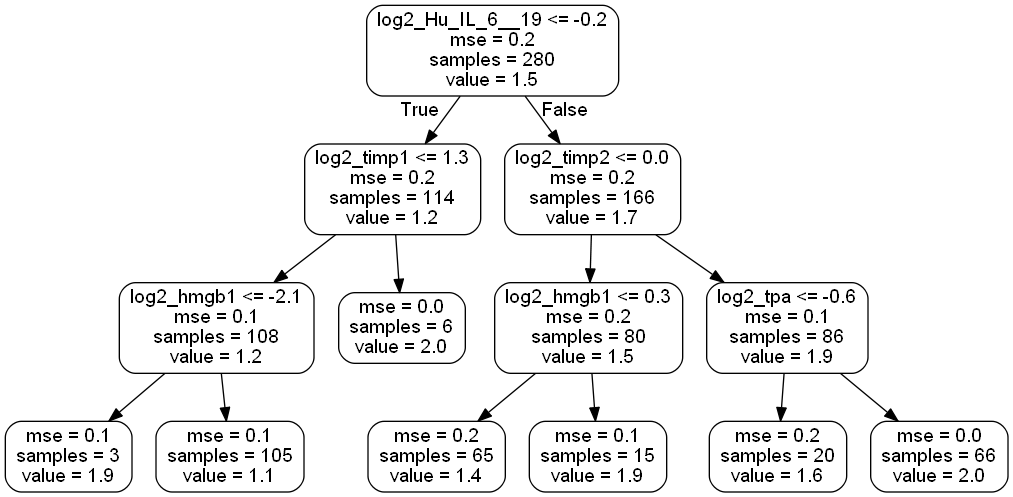 log2_Hu_IL_6__19 <= -0.2
mse = 0.2
samples = 280
value = 1.5
True
False
log2_timp1 <= 1.3
mse = 0.2
samples = 114
value = 1.2
log2_timp2 <= 0.0
mse = 0.2
samples = 166
value = 1.7
log2_hmgb1 <= -2.1
mse = 0.1
samples = 108
value = 1.2
mse = 0.0
samples = 6
value = 2.0
log2_hmgb1 <= 0.3
mse = 0.2
samples = 80
value = 1.5
log2_tpa <= -0.6
mse = 0.1
samples = 86
value = 1.9
mse = 0.1
samples = 3
value = 1.9
mse = 0.1
samples = 105
value = 1.1
mse = 0.2
samples = 65
value = 1.4
mse = 0.1
samples = 15
value = 1.9
mse = 0.2
samples = 20
value = 1.6
mse = 0.0
samples = 66
value = 2.0